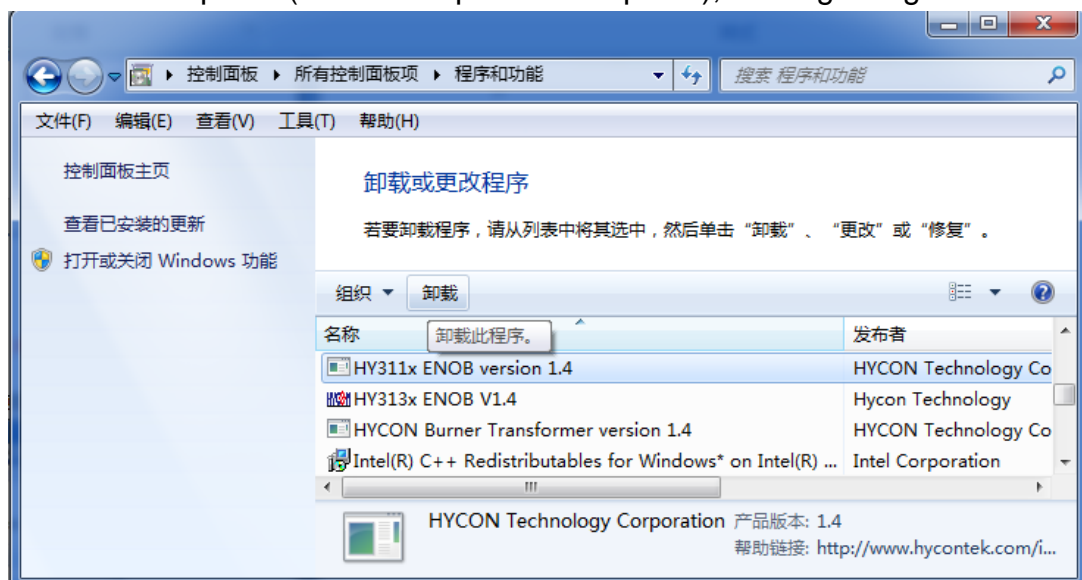 控制面板 ▸ 所有控制面板项 ▸ 程序和功能
搜索 程序和功能
文件(F) 编辑(E) 查看(V) 工具(T) 帮助(H)
控制面板主页
查看已安装的更新
打开或关闭 Windows 功能
卸载或更改程序
若要卸载程序，请从列表中将其选中，然后单击“卸载”、“更改”或“修复”。
组织 卸载
名称 发布者
卸载此程序。
HY311x ENOB version 1.4 HYCON Technology Co
HY313x ENOB V1.4 Hycon Technology
HYCON Burner Transformer version 1.4 HYCON Technology Co
Intel(R) C++ Redistributables for Windows* on Intel(R) ... Intel Corporation
HYCON Technology Corporation 产品版本: 1.4
帮助链接: http://www.hycontek.com/i...